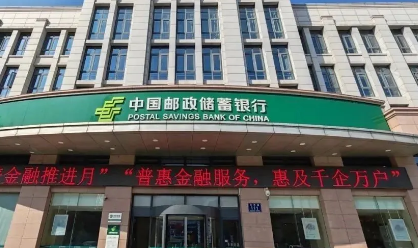 中国邮政储蓄银行
POSTAL SAVINGS BANK OF CHINA
金融推进月”“普惠金融服务，惠及千企万户”